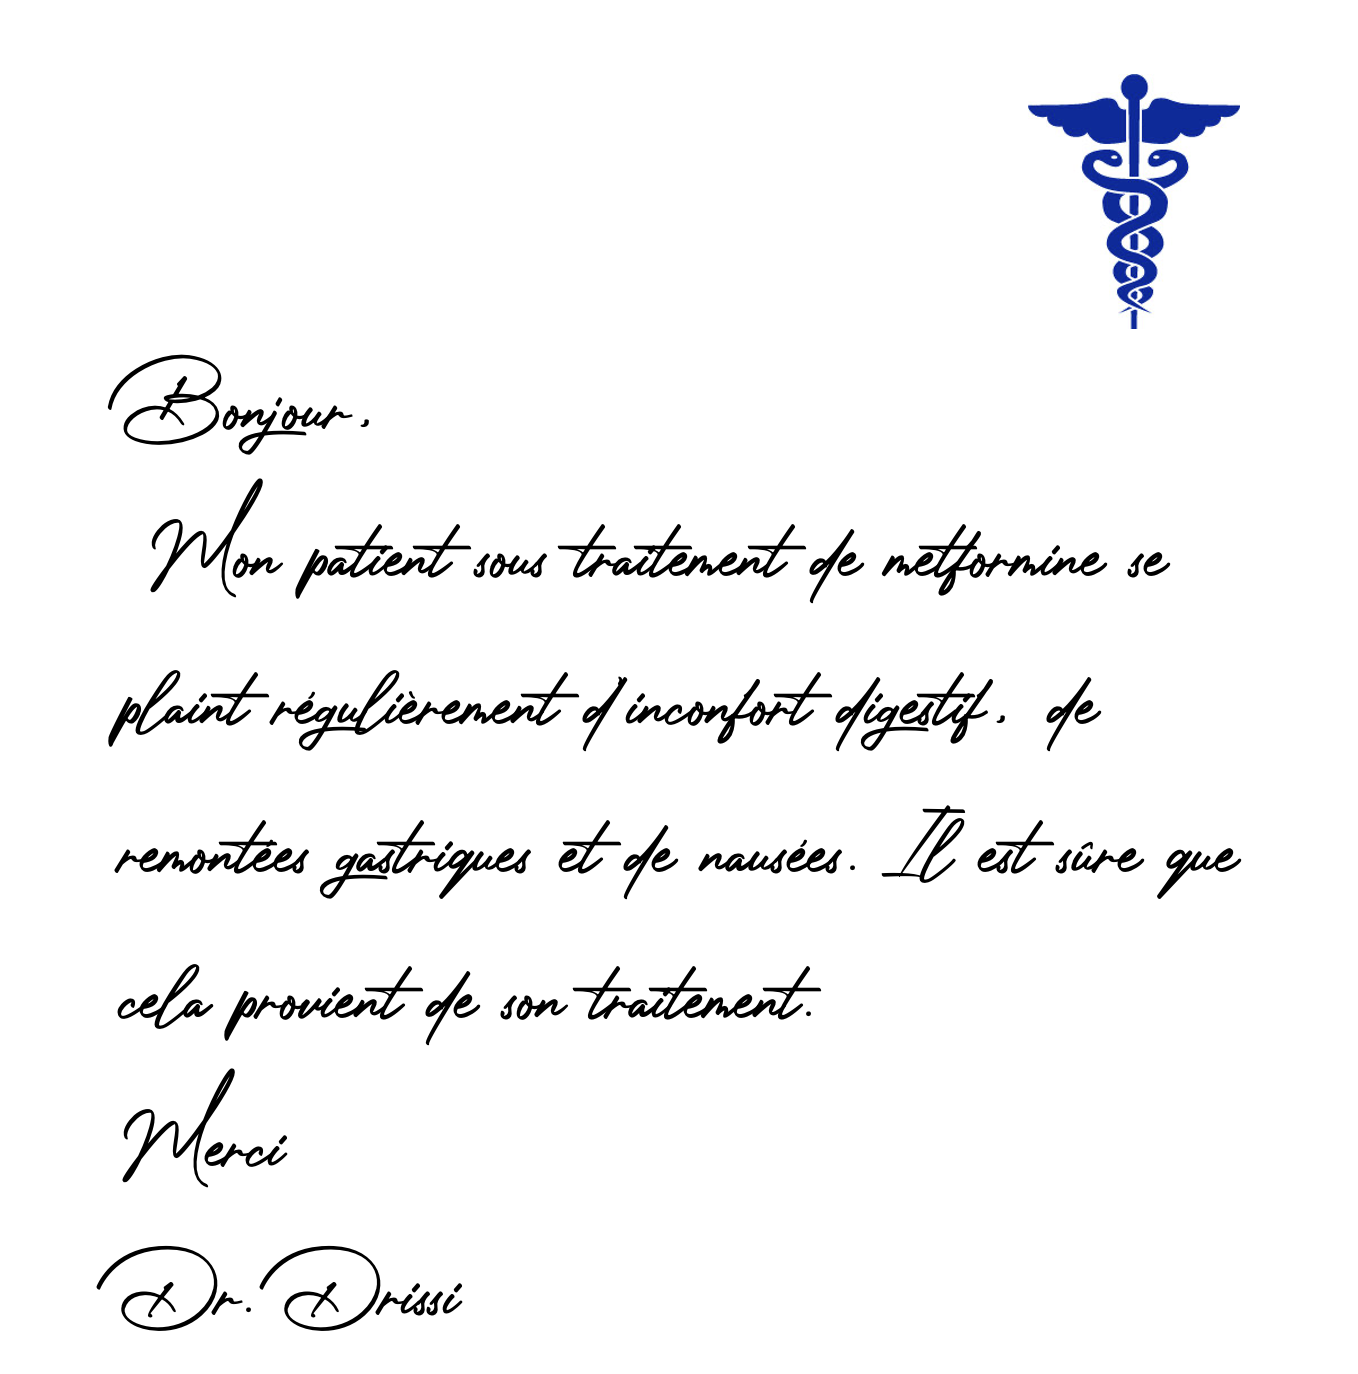 Bonjour,
Mon patient sous traitement de metformine se
plaint régulièrement d'inconfort digestif, de
remontées gastriques et de nausées. Il est sûre que
cela provient de son traitement.
Merci
Dr. Drissi